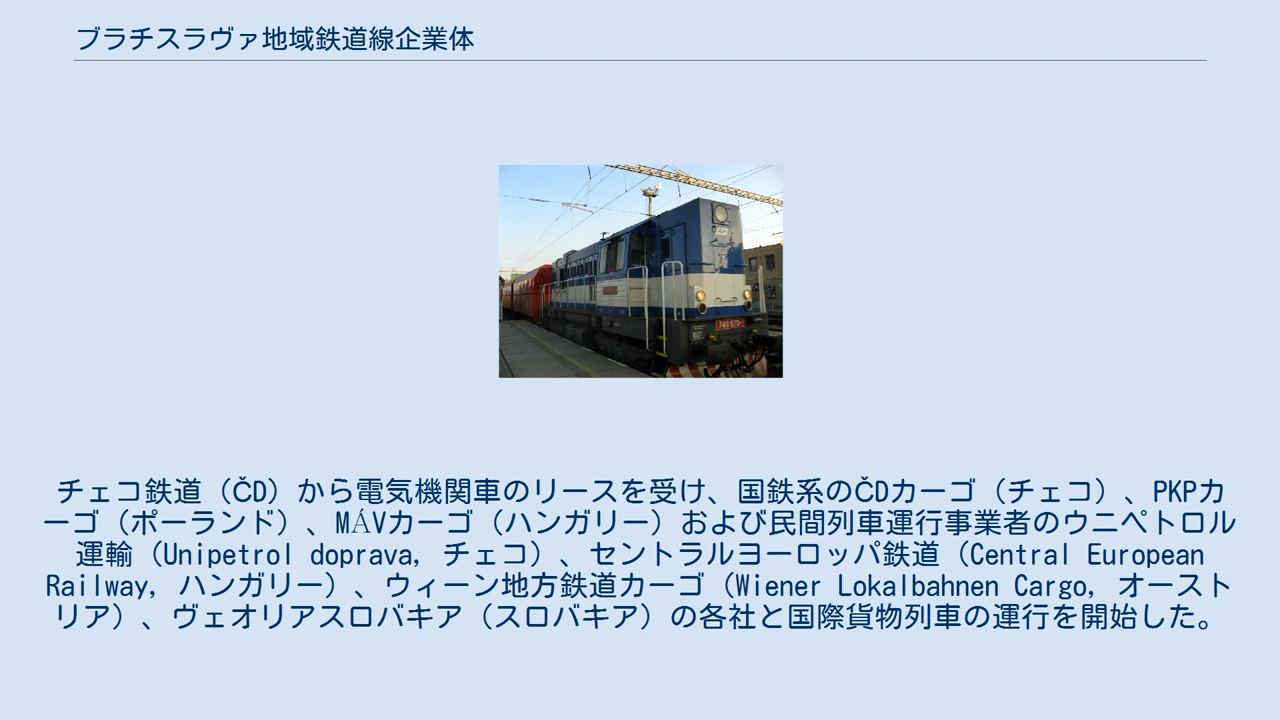 ブラチスラヴァ地域鉄道線企業体
チェコ鉄道（ČD）から電気機関車のリースを受け、国鉄系のČDカーゴ（チェコ）、PKPカ
ーゴ（ポーランド）、MÁVカーゴ（ハンガリー）および民間列車運行事業者のウニペトロル
運輸（Unipetrol doprava, チェコ）、セントラルヨーロッパ鉄道（Central European
Railway, ハンガリー）、ウィーン地方鉄道カーゴ（Wiener Lokalbahnen Cargo, オースト
リア）、ヴェオリアスロバキア（スロバキア）の各社と国際貨物列車の運行を開始した。